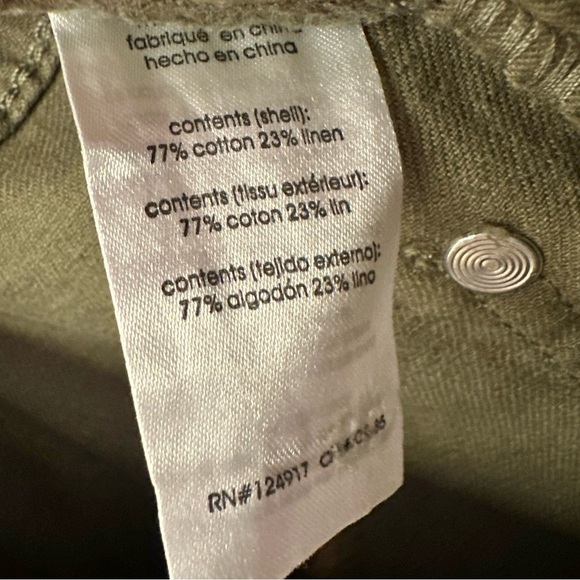 fabriqué en
hecho en china
contents (shell):
77% cotton 23% linen
contents (tissu extérieur):
77% coton 23% lin
contents (tejido externo):
77% algodón 23% lino
RN#124917